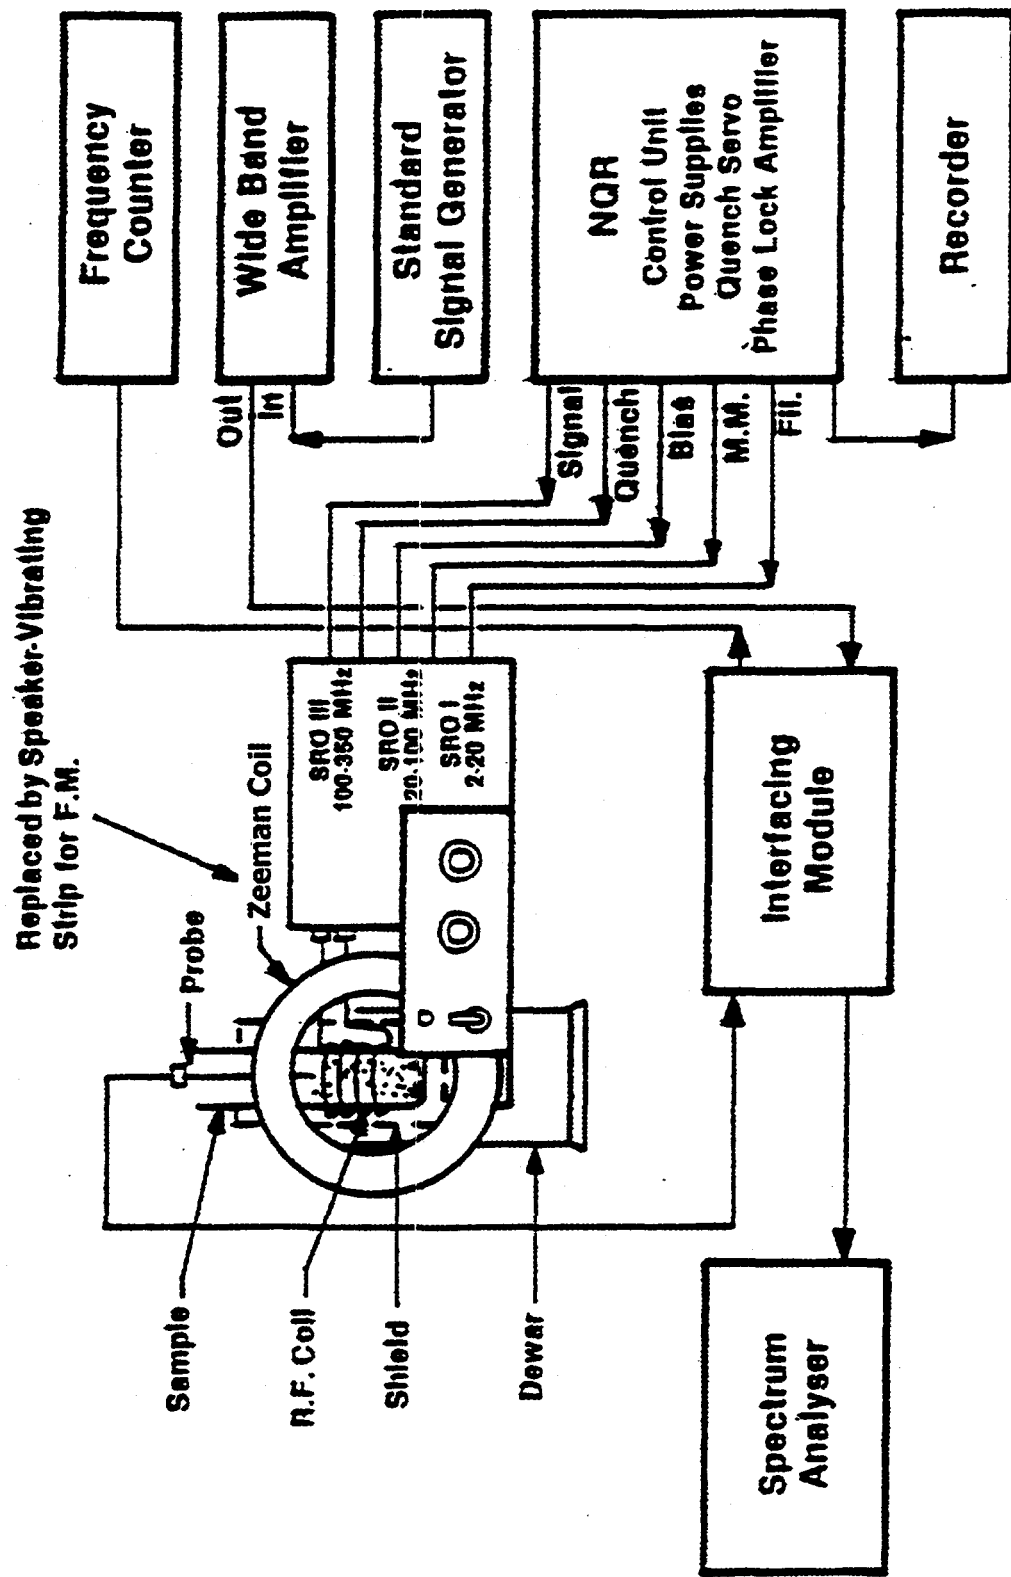 Frequency
Counter
Wide Band
Amplifier
Standard
Signal Generator
NQR
Control Unit
Power Supplies
Quench Servo
Phase Lock Amplifier
Recorder
Out
In
Signal
Quench
Bias
M.M.
Fil.
Replaced by Speaker-Vibrating
Strip for F.M.
Zeeman Coil
Probe
SRO III
100-350 MHz
SRO II
20-100 MHz
SRO I
2-20 MHz
Interfacing
Module
Sample
R.F. Coil
Shield
Dewar
Spectrum
Analyser